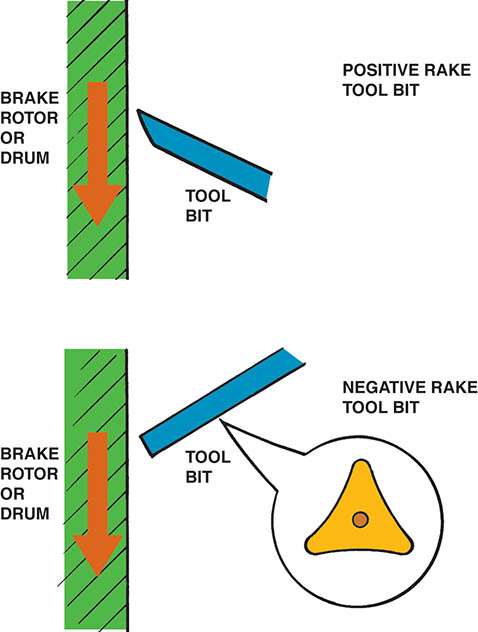 POSITIVE RAKE
TOOL BIT
BRAKE
ROTOR
OR
DRUM
TOOL
BIT
NEGATIVE RAKE
TOOL BIT
BRAKE
ROTOR
OR
DRUM
TOOL
BIT